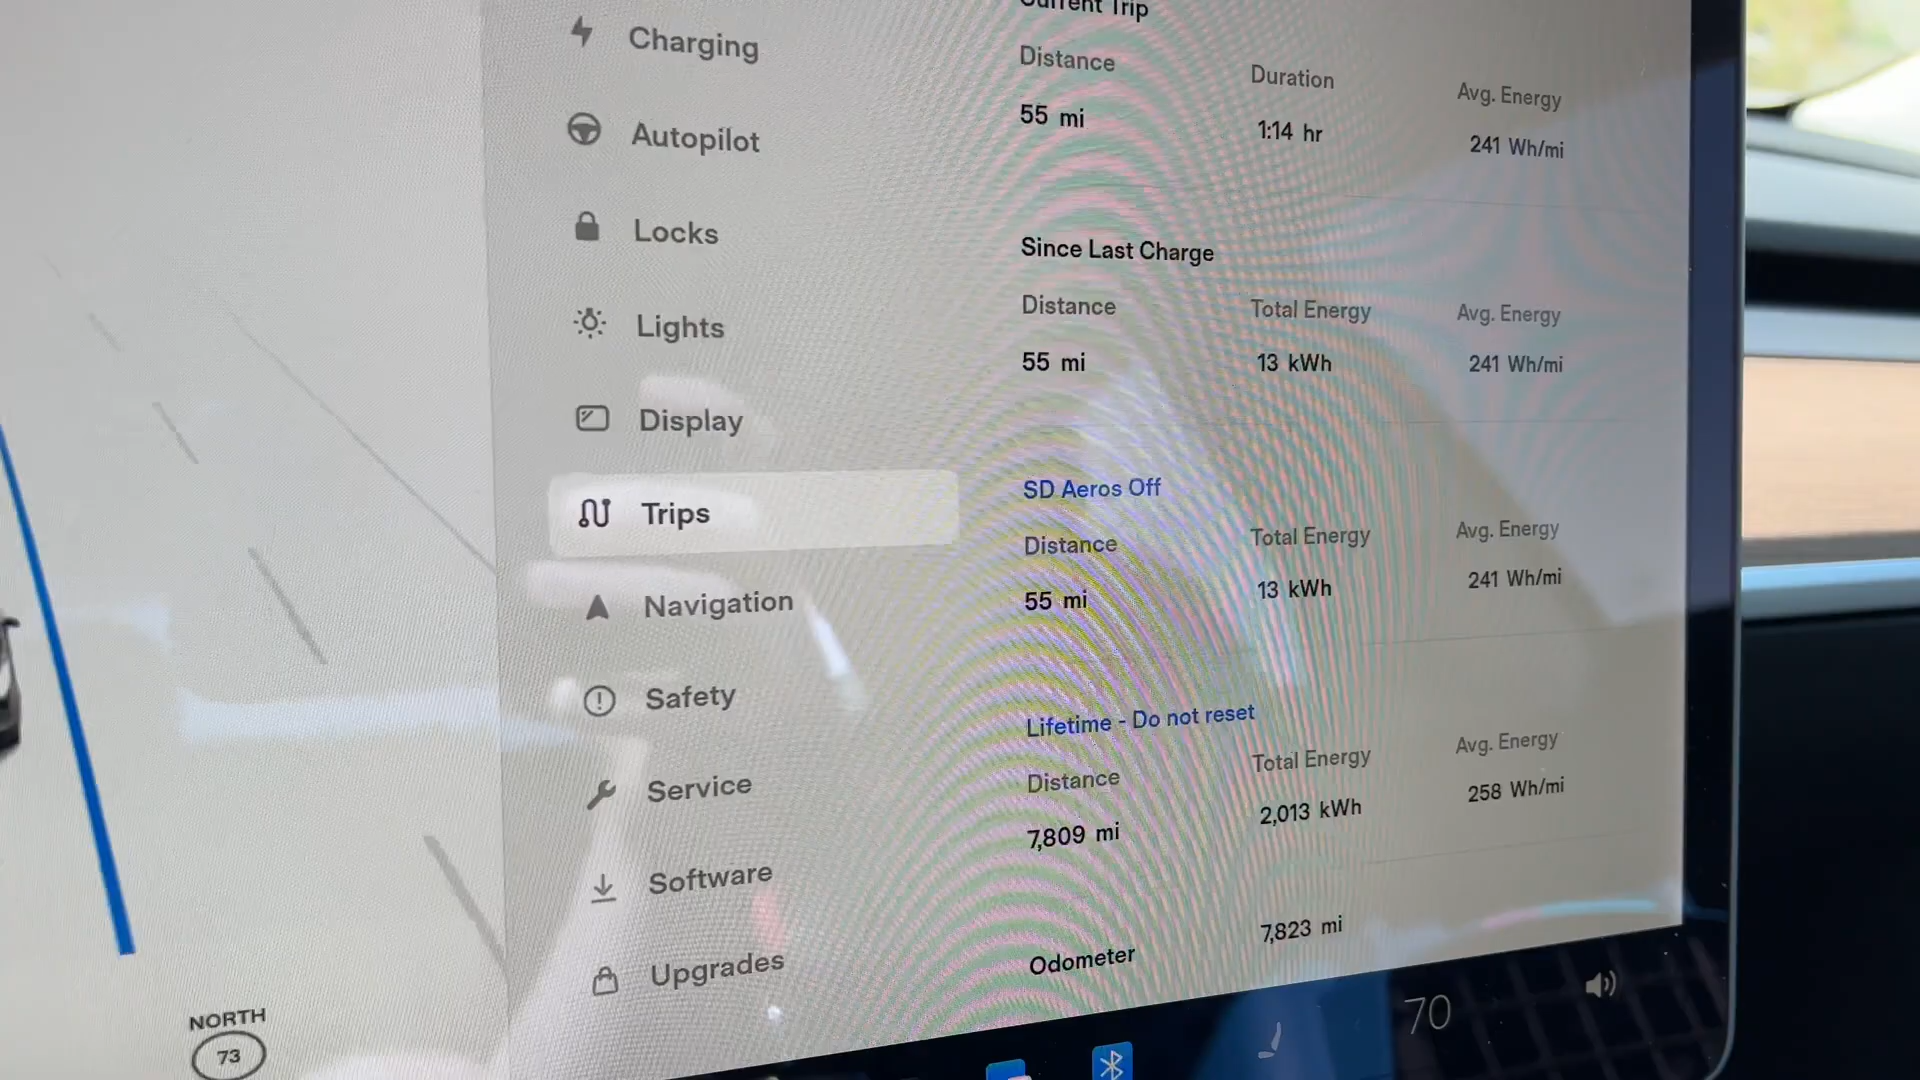 Charging
Autopilot
Locks
Lights
Display
Trips
Navigation
Safety
Service
Software
Upgrades
NORTH
73
Current Trip
Distance Duration Avg. Energy
55 mi 1:14 hr 241 Wh/mi
Since Last Charge
Distance Total Energy Avg. Energy
55 mi 13 kWh 241 Wh/mi
SD Aeros Off
Distance Total Energy Avg. Energy
55 mi 13 kWh 241 Wh/mi
Lifetime - Do not reset
Distance Total Energy Avg. Energy
7,809 mi 2,013 kWh 258 Wh/mi
Odometer 7,823 mi
70